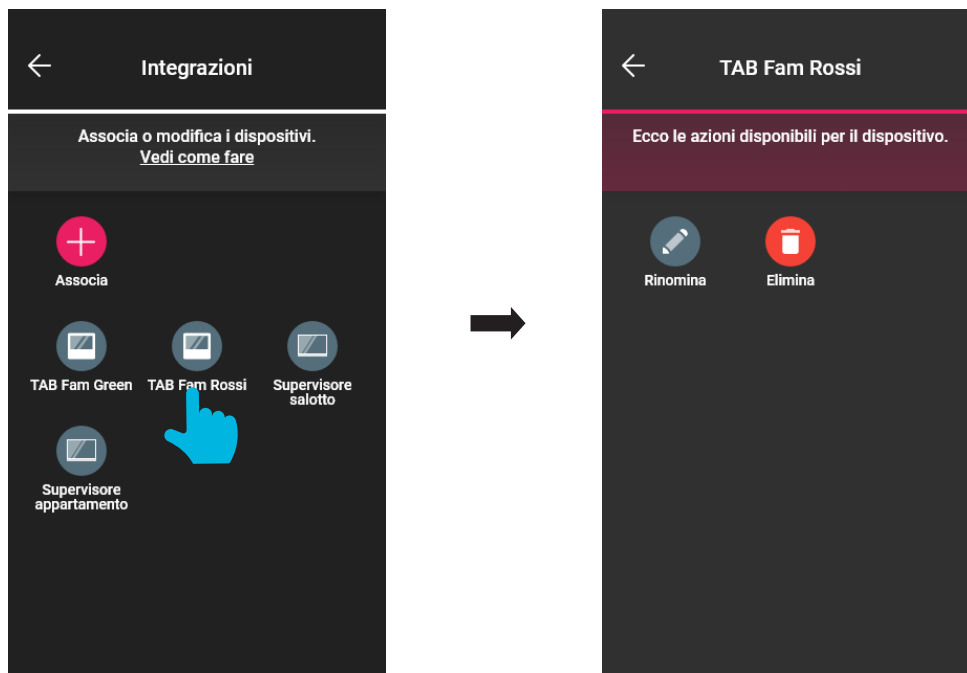 Integrazioni
Associa o modifica i dispositivi.
Vedi come fare
Associa
TAB Fam Green
TAB Fam Rossi
Supervisore
salotto
Supervisore
appartamento
TAB Fam Rossi
Ecco le azioni disponibili per il dispositivo.
Rinomina
Elimina